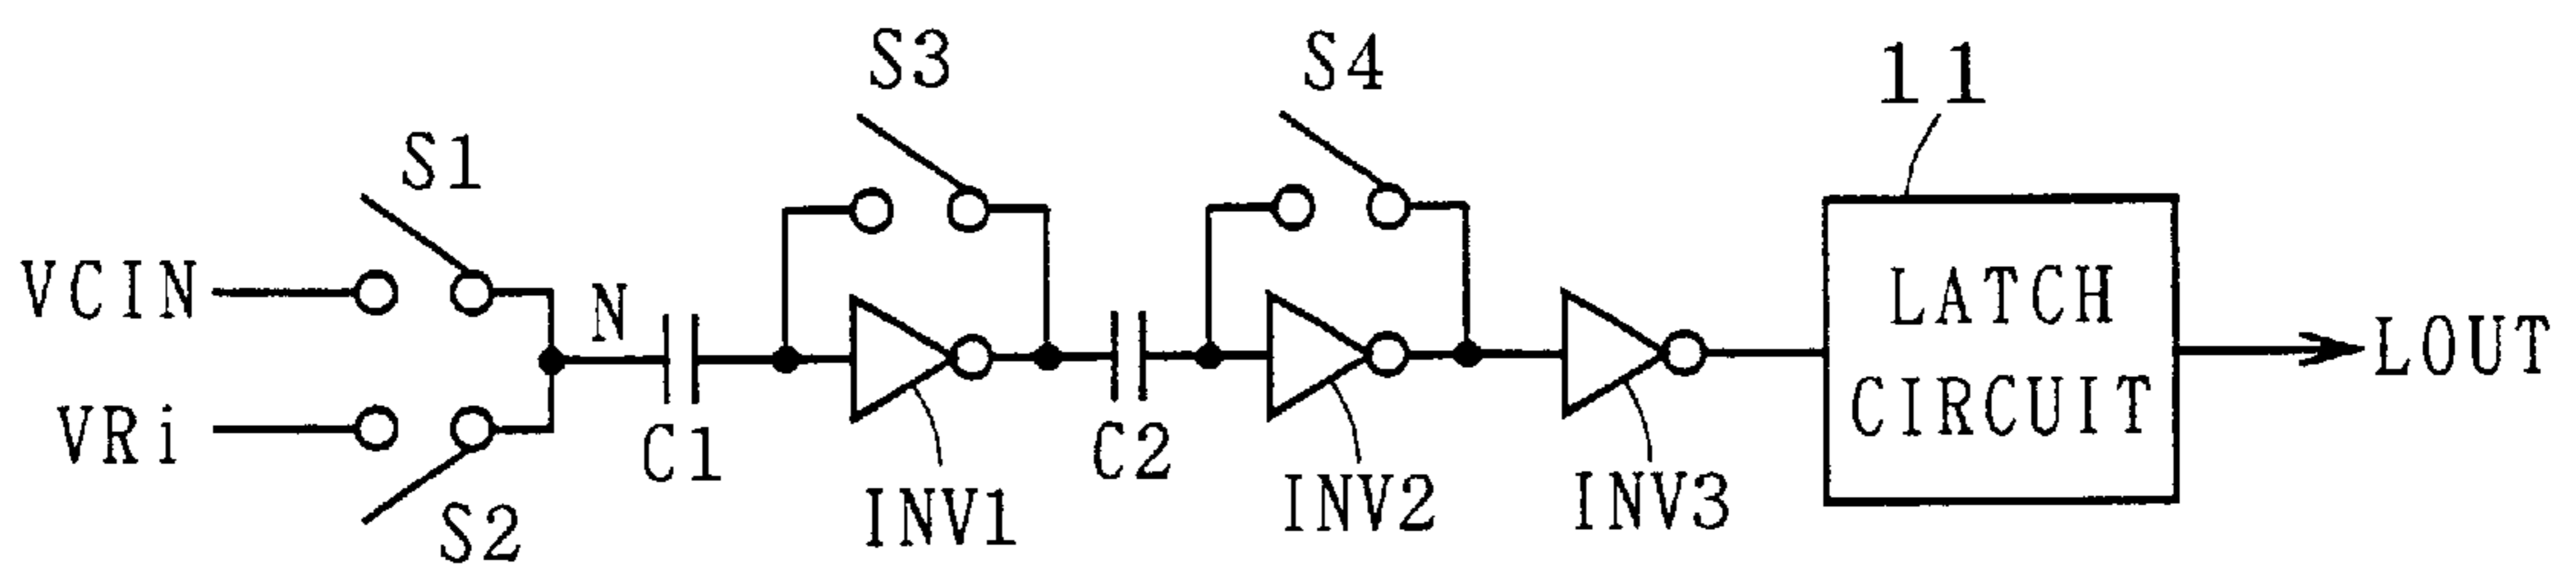 S3
S4
11
S1
VCIN
N
LATCH
CIRCUIT
LOUT
VRi
C1
C2
S2
INV1
INV2
INV3